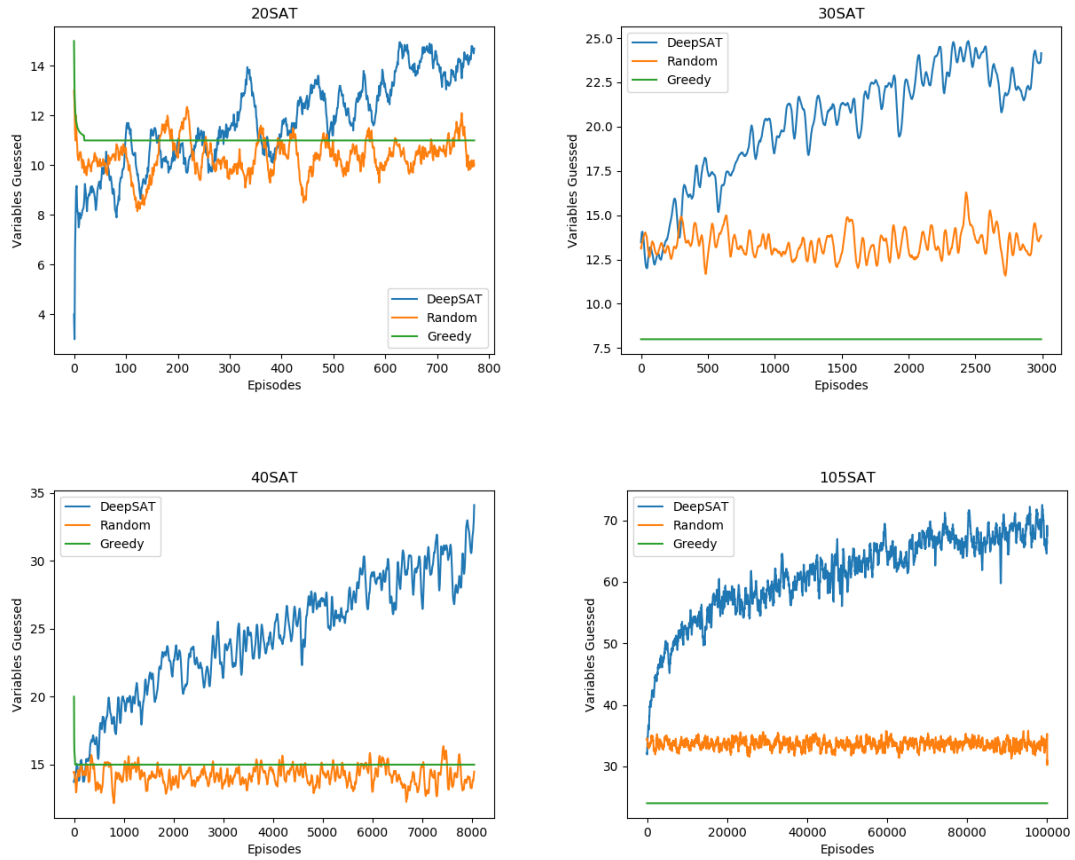 20SAT
Variables Guessed
14
12
10
8
6
4
DeepSAT
Random
Greedy
0 100 200 300 400 500 600 700 800
Episodes
30SAT
Variables Guessed
25.0
22.5
20.0
17.5
15.0
12.5
10.0
7.5
DeepSAT
Random
Greedy
0 500 1000 1500 2000 2500 3000
Episodes
40SAT
Variables Guessed
35
30
25
20
15
DeepSAT
Random
Greedy
0 1000 2000 3000 4000 5000 6000 7000 8000
Episodes
105SAT
Variables Guessed
70
60
50
40
30
DeepSAT
Random
Greedy
0 20000 40000 60000 80000 100000
Episodes